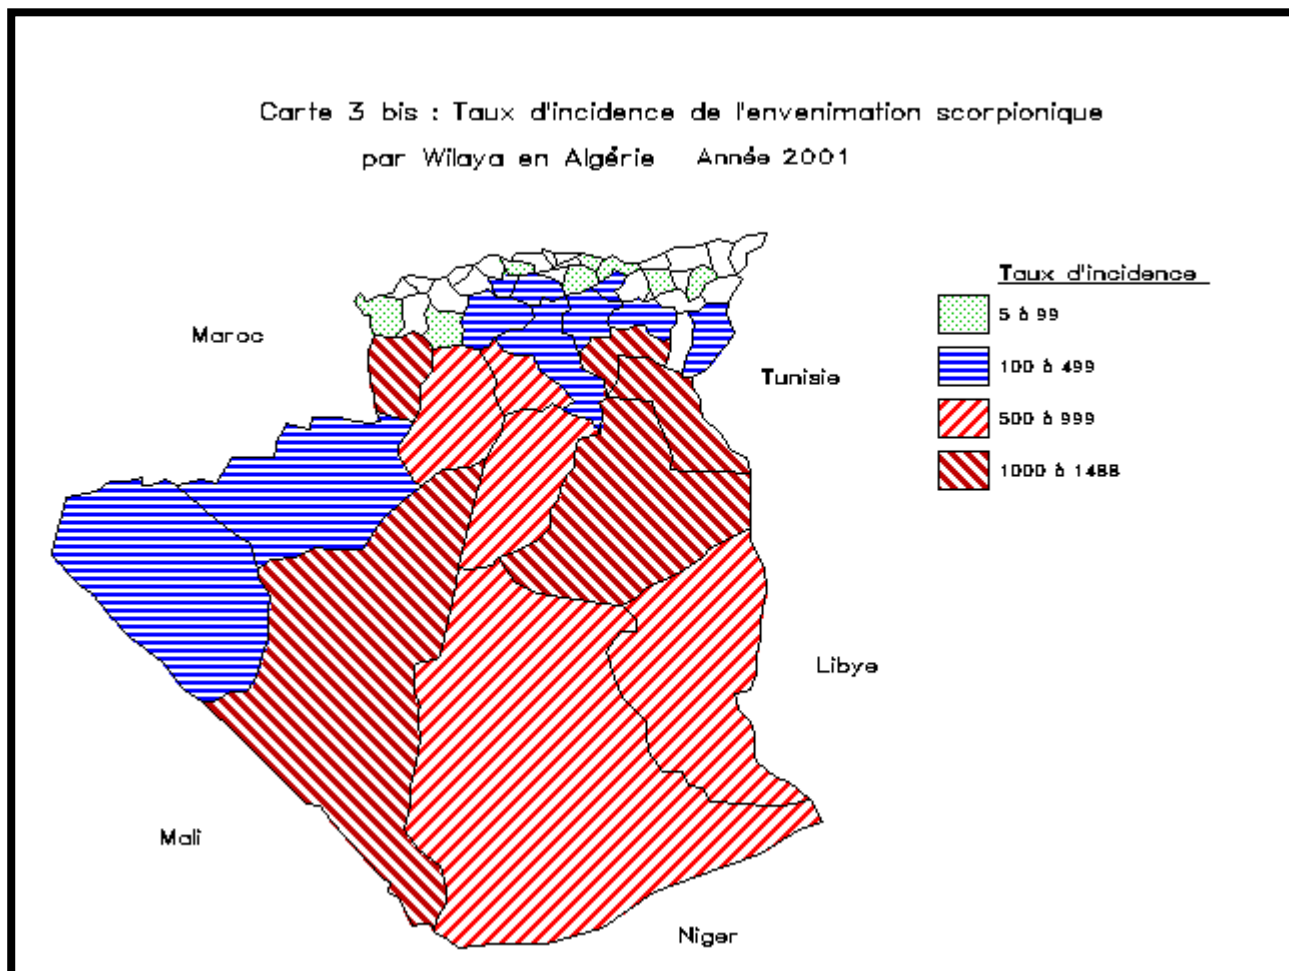 Carte 3 bis : Taux d'incidence de l'envenimation scorpionique
par Wilaya en Algérie Année 2001
Taux d'incidence
5 à 99
Maroc
100 à 499
Tunisie
500 à 999
1000 à 1488
Libye
Mali
Niger